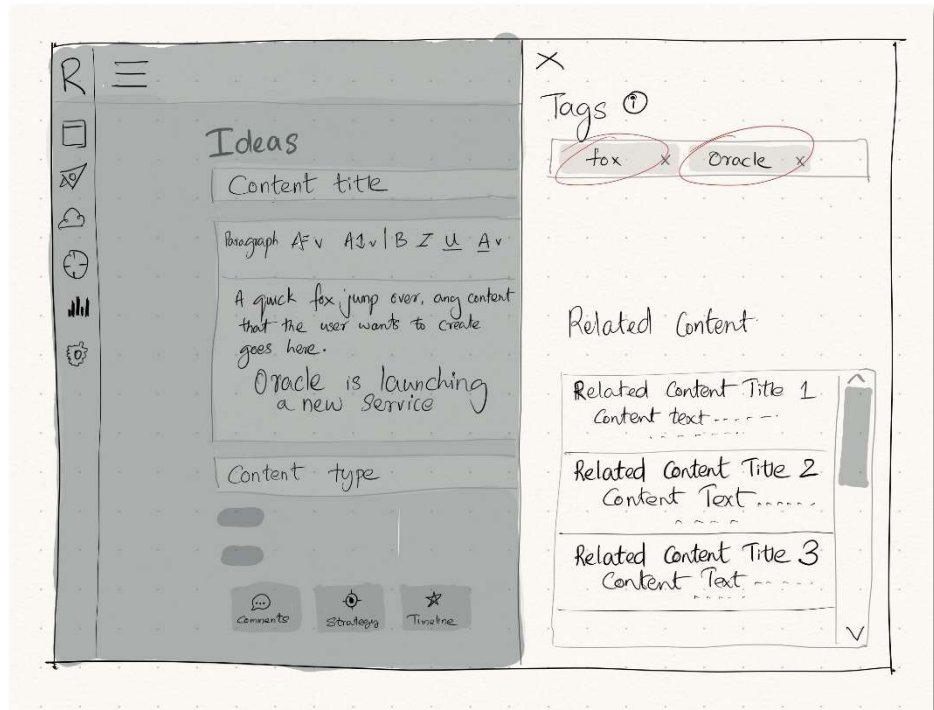 R
Ideas
Content title
Paragraph A v A1 v | B I U A v
A quick fox jump over, any content
that the user wants to create
goes here.
Oracle is launching
a new Service
Content type
Comments
Strategy
Timeline
X
Tags i
fox x Oracle x
Related Content
Related Content Title 1
Content text
Related Content Title 2
Content Text
Related Content Title 3
Content Text